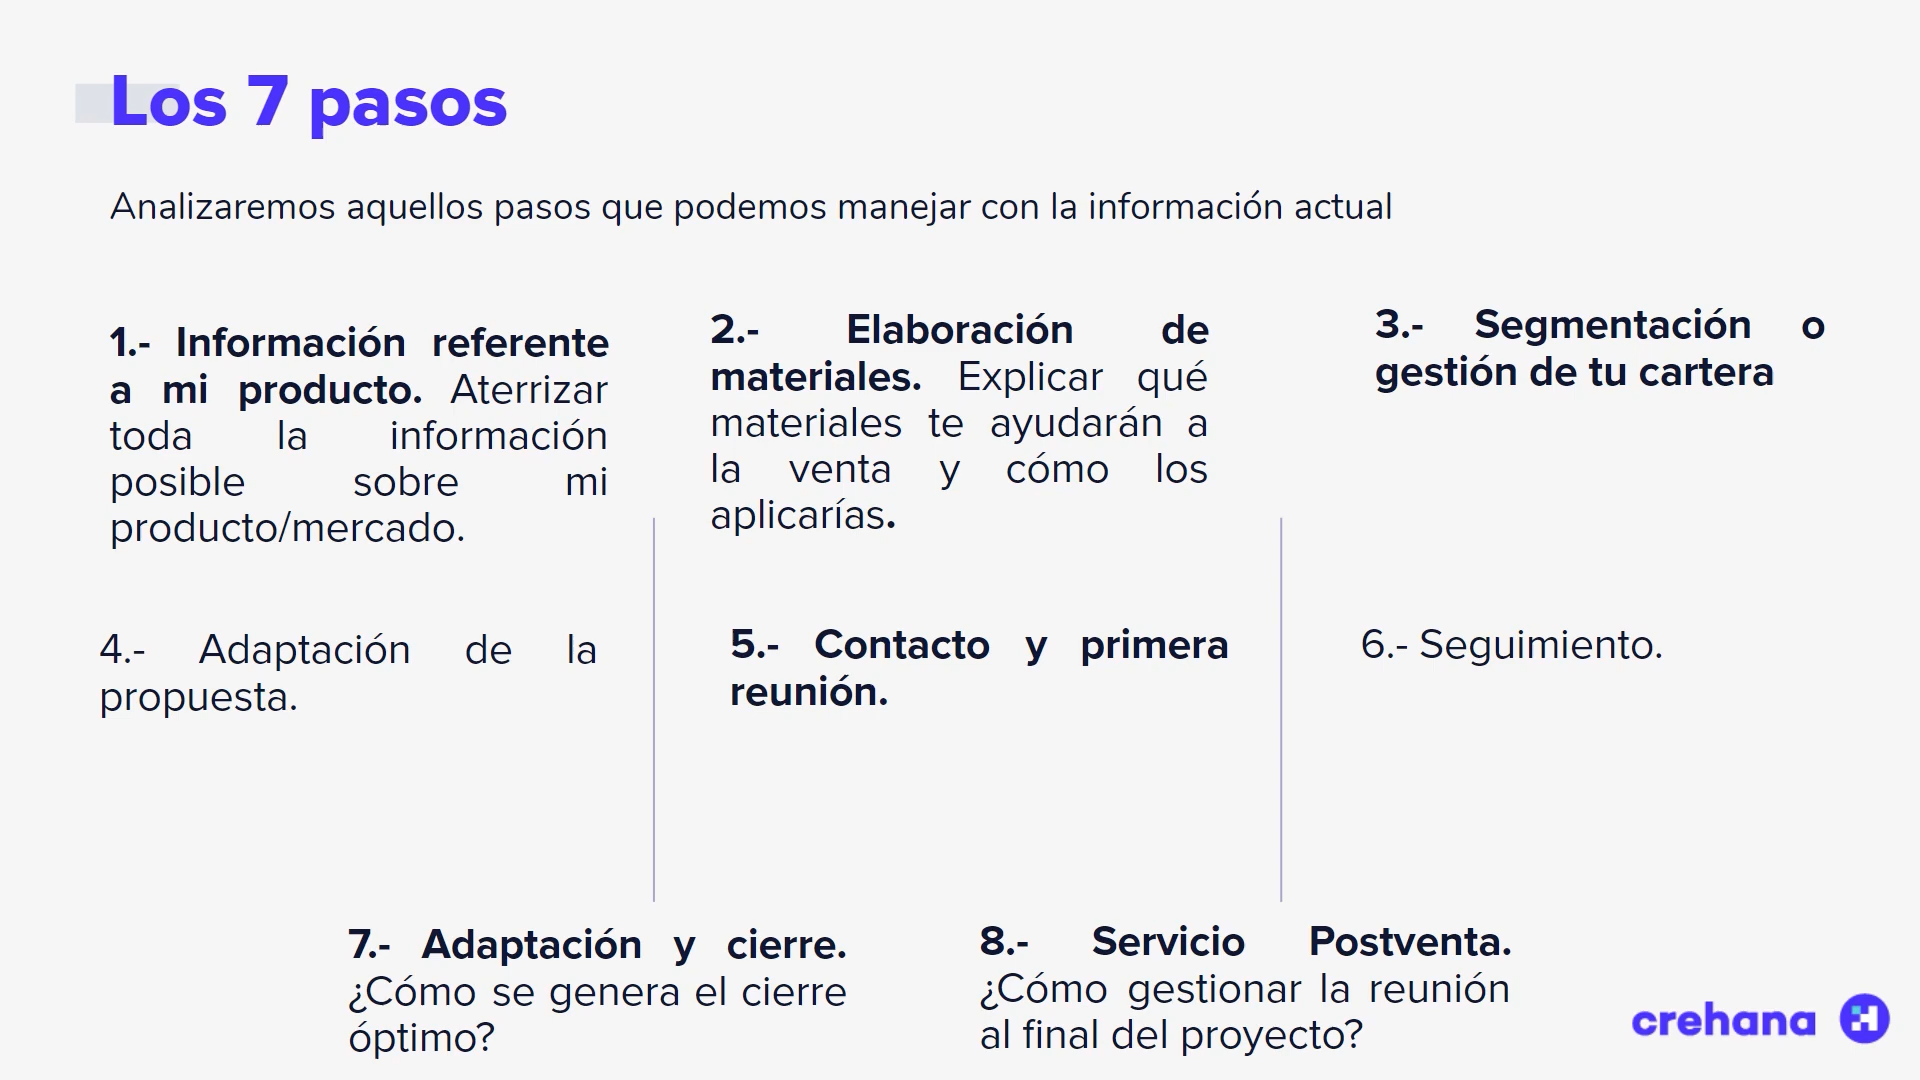 Los 7 pasos
Analizaremos aquellos pasos que podemos manejar con la información actual
1.- Información referente
a mi producto. Aterrizar
toda la información
posible sobre mi
producto/mercado.
2.- Elaboración de
materiales. Explicar qué
materiales te ayudarán a
la venta y cómo los
aplicarías.
3.- Segmentación o
gestión de tu cartera
4.- Adaptación de la
propuesta.
5.- Contacto y primera
reunión.
6.- Seguimiento.
7.- Adaptación y cierre.
¿Cómo se genera el cierre
óptimo?
8.- Servicio Postventa.
¿Cómo gestionar la reunión
al final del proyecto?
crehana